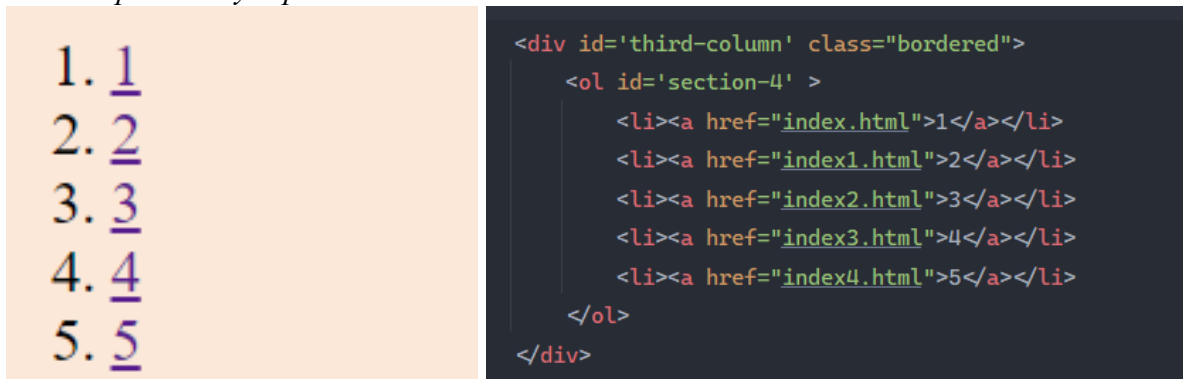 1. 1
2. 2
3. 3
4. 4
5. 5
<div id='third-column' class="bordered">
<ol id='section-4' >
<li><a href="index.html">1</a></li>
<li><a href="index1.html">2</a></li>
<li><a href="index2.html">3</a></li>
<li><a href="index3.html">4</a></li>
<li><a href="index4.html">5</a></li>
</ol>
</div>